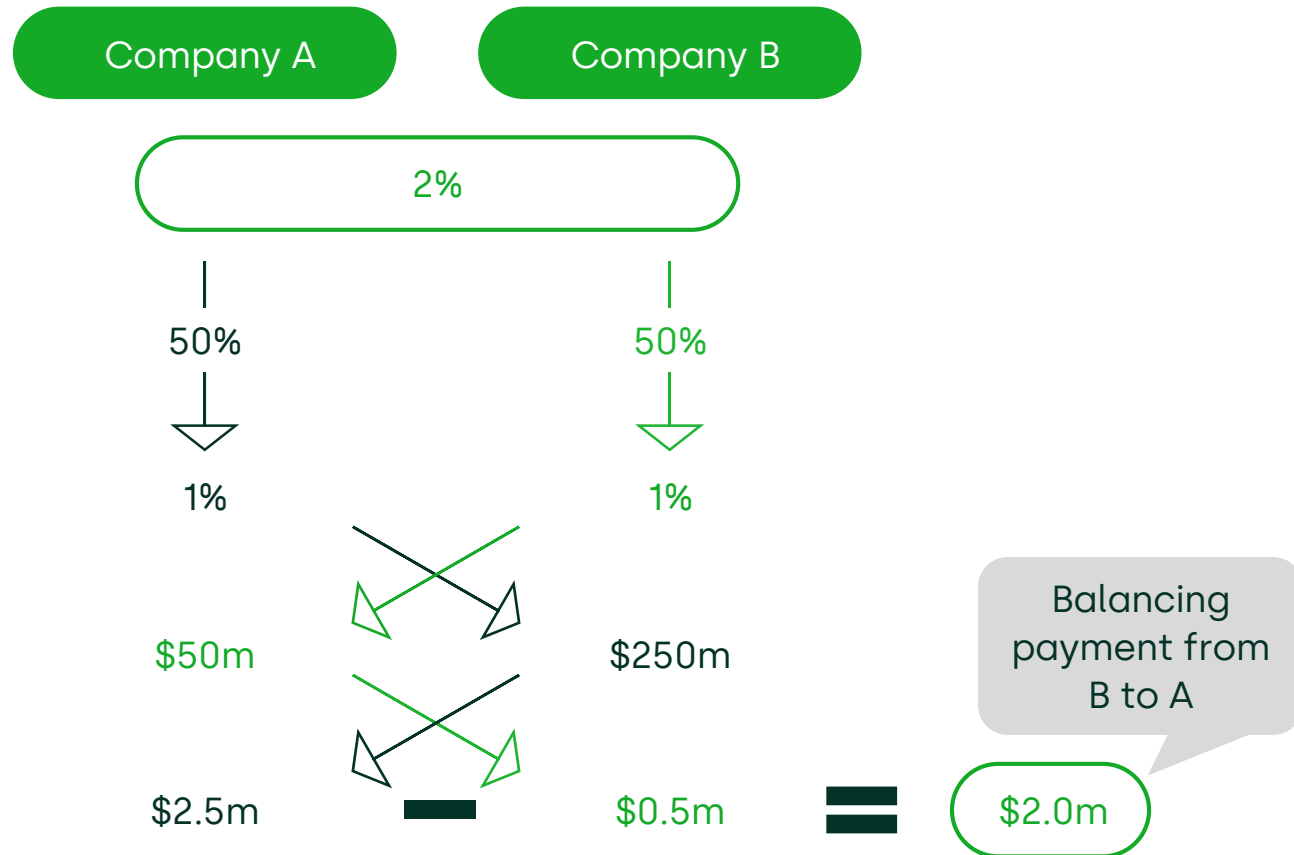 Company A
Company B
2%
50%
50%
1%
1%
$50m
$250m
Balancing
payment from
B to A
$2.5m
$0.5m
$2.0m